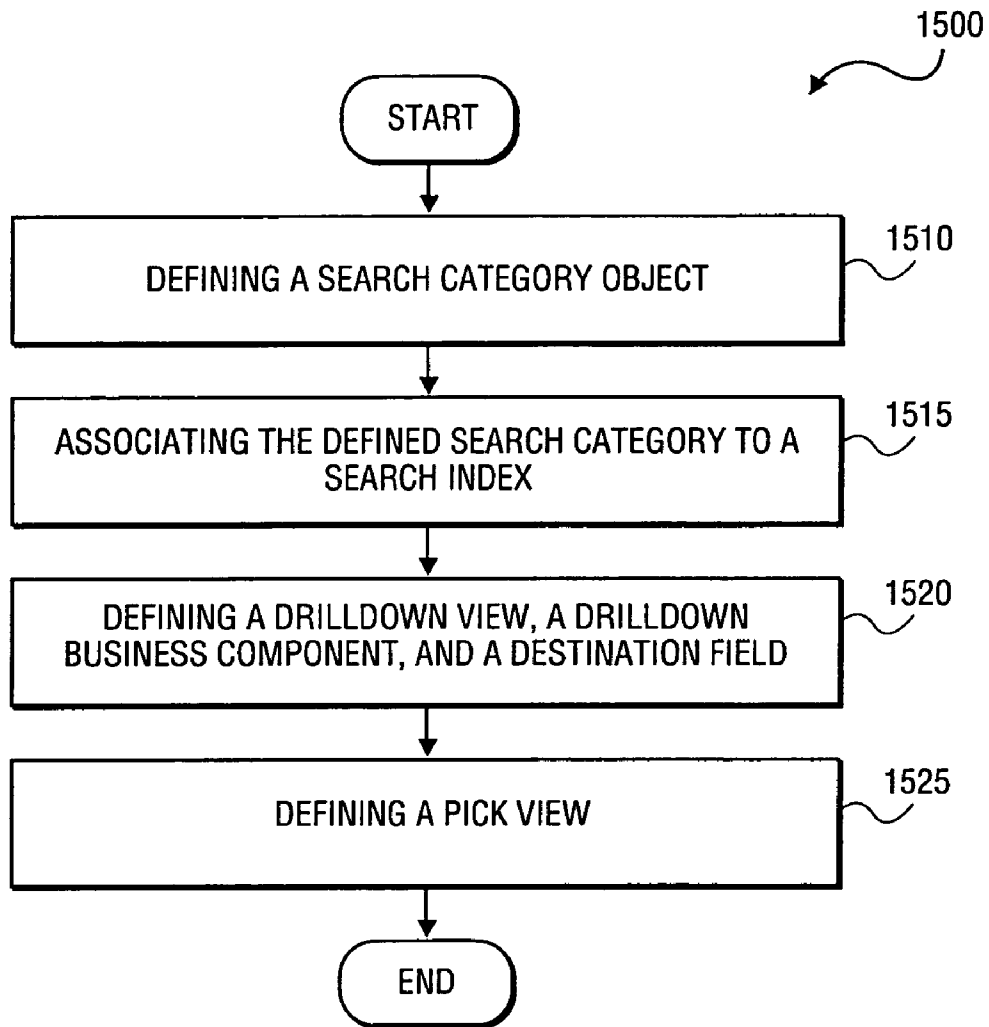 1500
START
1510
DEFINING A SEARCH CATEGORY OBJECT
1515
ASSOCIATING THE DEFINED SEARCH CATEGORY TO A
SEARCH INDEX
1520
DEFINING A DRILLDOWN VIEW, A DRILLDOWN
BUSINESS COMPONENT, AND A DESTINATION FIELD
1525
DEFINING A PICK VIEW
END